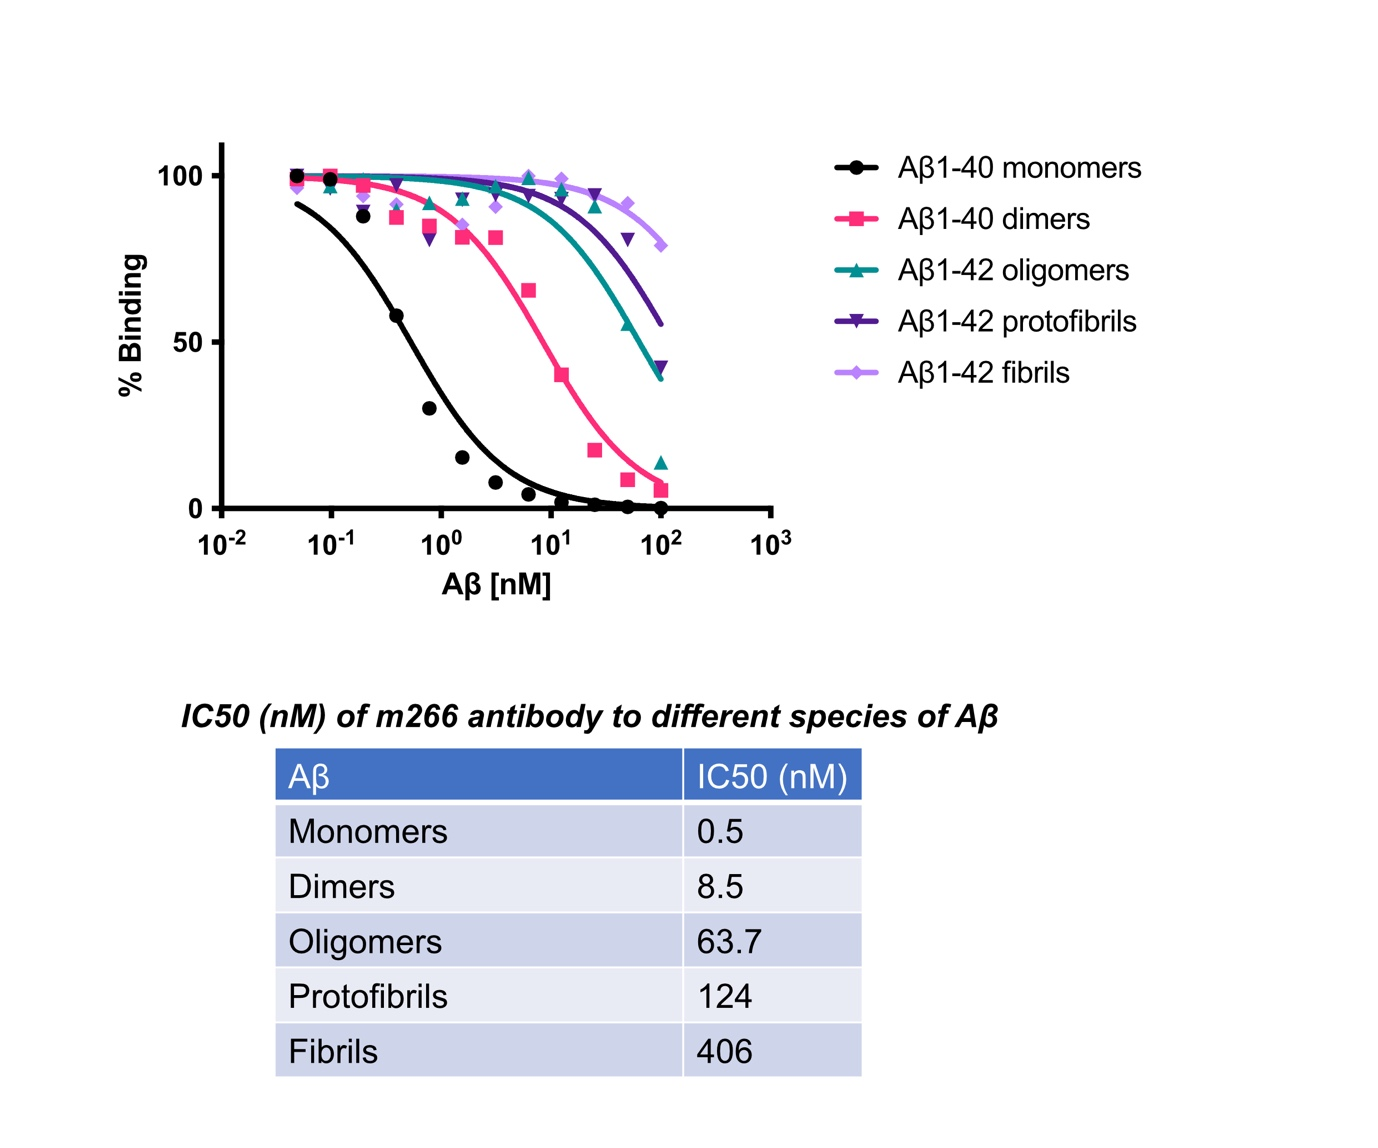 100
50
0
% Binding
10-2 10-1 100 101 102 103
Aβ [nM]
Aβ1-40 monomers
Aβ1-40 dimers
Aβ1-42 oligomers
Aβ1-42 protofibrils
Aβ1-42 fibrils
IC50 (nM) of m266 antibody to different species of Aβ
Aβ IC50 (nM)
Monomers 0.5
Dimers 8.5
Oligomers 63.7
Protofibrils 124
Fibrils 406